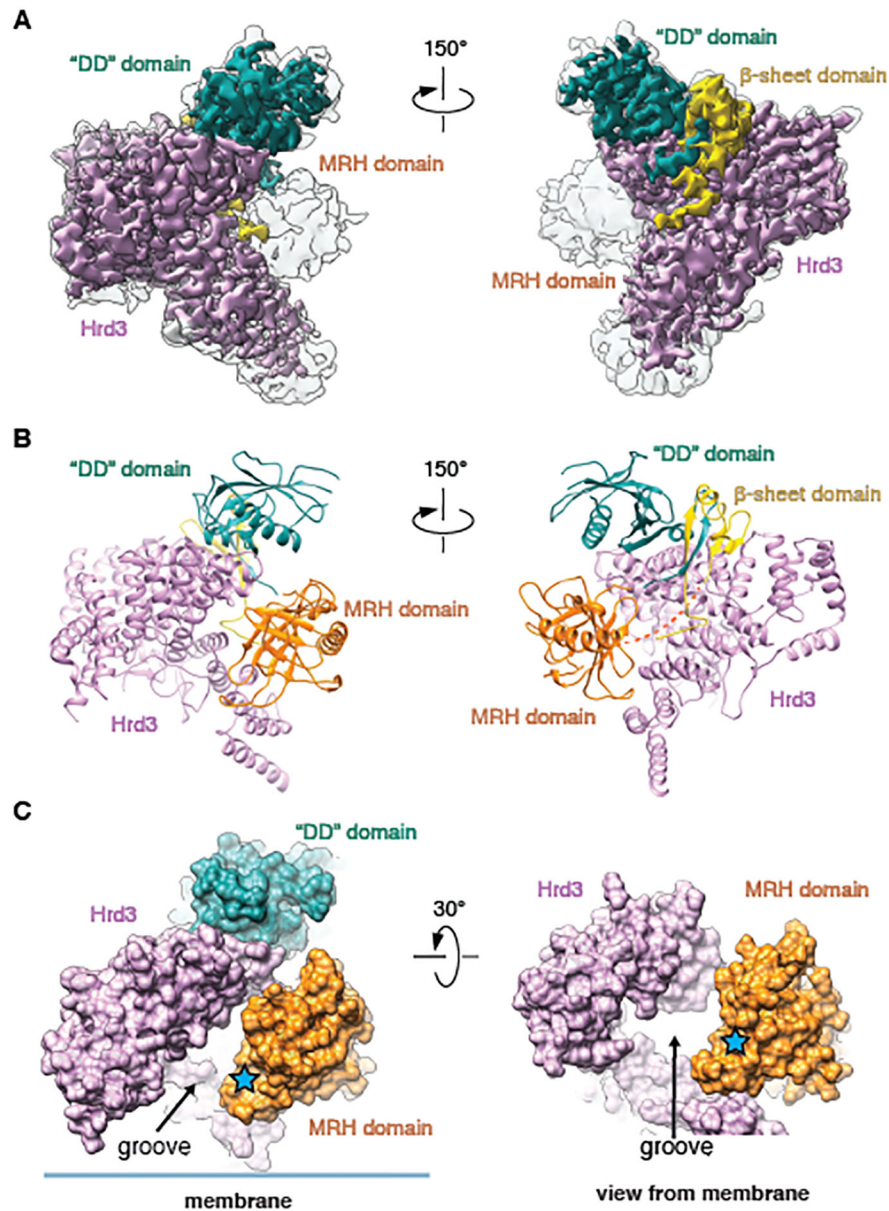 A
"DD" domain
150°
"DD" domain
β-sheet domain
MRH domain
MRH domain
Hrd3
Hrd3
B
"DD" domain
150°
"DD" domain
β-sheet domain
MRH domain
MRH domain
Hrd3
Hrd3
C
"DD" domain
Hrd3
30°
Hrd3
MRH domain
groove
MRH domain
groove
membrane
view from membrane